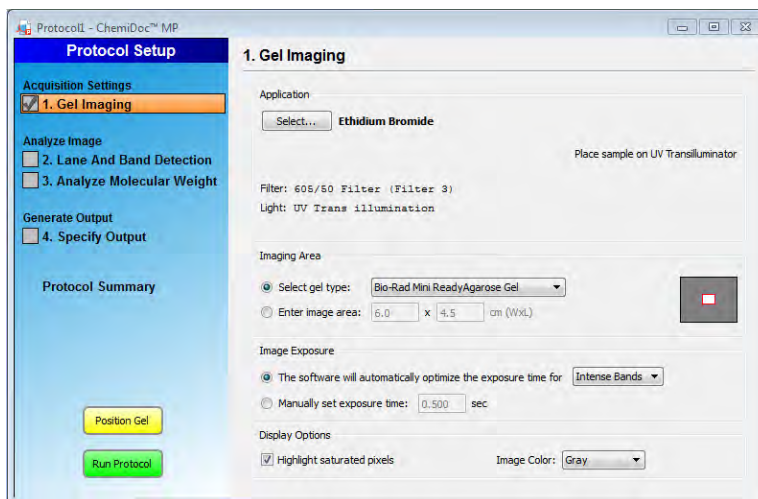 Protocol1 - ChemiDoc™ MP
Protocol Setup
Acquisition Settings
1. Gel Imaging
Analyze Image
2. Lane And Band Detection
3. Analyze Molecular Weight
Generate Output
4. Specify Output
Protocol Summary
Position Gel
Run Protocol
1. Gel Imaging
Application
Select... Ethidium Bromide
Place sample on UV Transilluminator
Filter: 605/50 Filter (Filter 3)
Light: UV Trans illumination
Imaging Area
Select gel type: Bio-Rad Mini ReadyAgarose Gel
Enter image area: 6.0 x 4.5 cm (WxL)
Image Exposure
The software will automatically optimize the exposure time for Intense Bands
Manually set exposure time: 0.500 sec
Display Options
Highlight saturated pixels Image Color: Gray